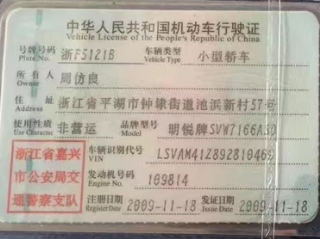 中华人民共和国机动车行驶证
Vehicle License of the People's Republic of China
号牌号码 浙F5121B 车辆类型 小型轿车
Plate No. Vehicle Type
所有人 周仿良
Owner
住址 浙江省平湖市钟埭街道池浜新村57号
Address
使用性质 非营运 品牌型号 明锐牌SVW7166ASD
Use Character Model
车辆识别代号 LSVAM41Z892810465
VIN
发动机号码 109814
Engine No.
注册日期 2009-11-18 发证日期 2009-11-18
Register Date Issue Date
浙江省嘉兴
市公安局交
通警察支队